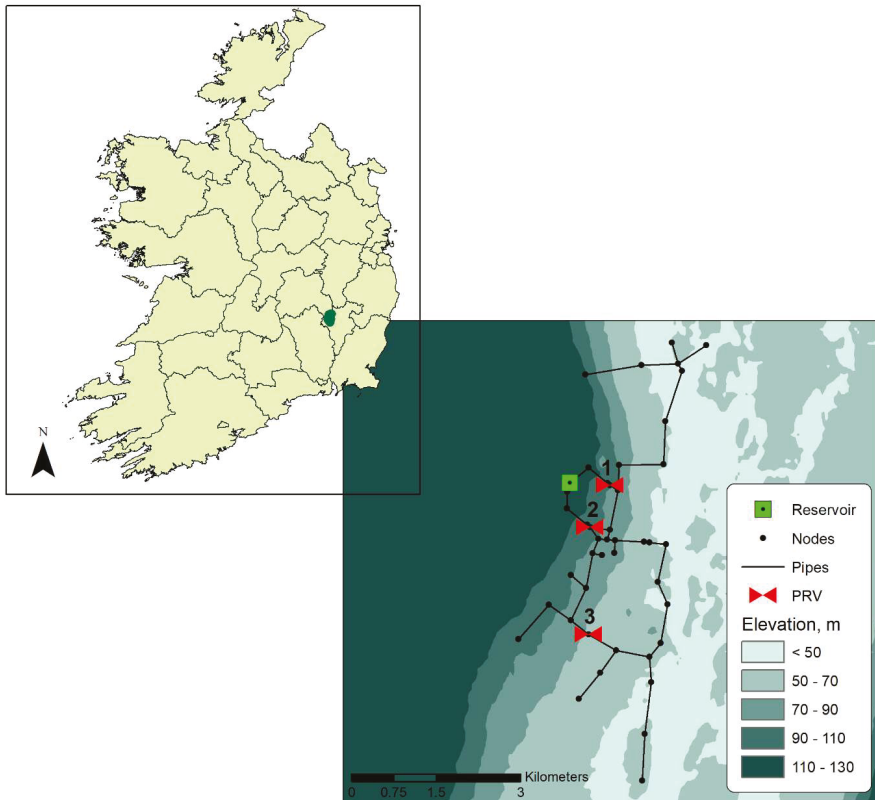 N
1
2
3
Reservoir
Nodes
Pipes
PRV
Elevation, m
< 50
50 - 70
70 - 90
90 - 110
110 - 130
Kilometers
0 0.75 1.5 3